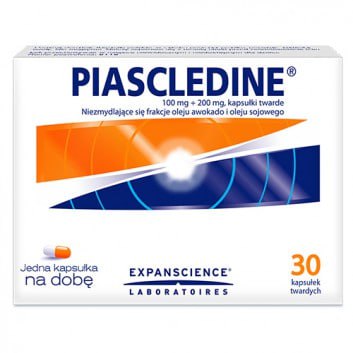 PIASCLEDINE®
100 mg + 200 mg, kapsułki twarde
Niezmydlające się frakcje oleju awokado i oleju sojowego
Jedna kapsułka
na dobę
EXPANSCIENCE®
LABORATOIRES
30
kapsułek
twardych